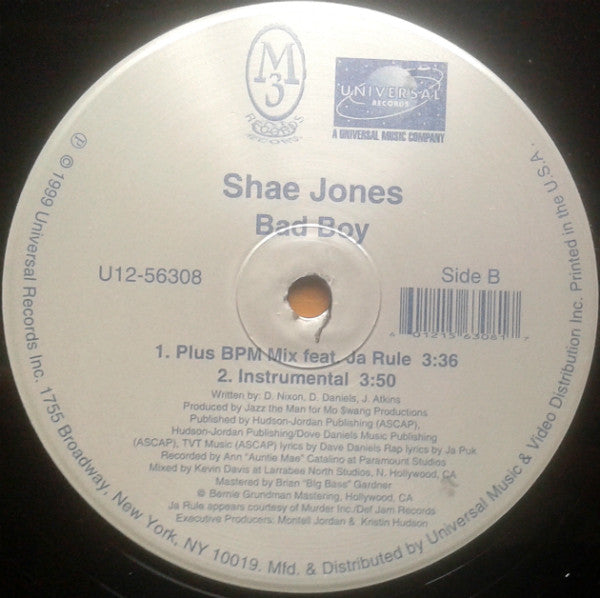 M
3
RECORDS
UNIVERSAL
RECORDS
A UNIVERSAL MUSIC COMPANY
Shae Jones
Bad Boy
U12-56308
Side B
6 01215 63081 7
1. Plus BPM Mix feat. Ja Rule 3:36
2. Instrumental 3:50
Written by: D. Nixon, D. Daniels, J. Atkins
Produced by Jazz the Man for Mo $wang Productions
Published by Hudson-Jordan Publishing (ASCAP),
Hudson-Jordan Publishing/Dove Daniels Music Publishing
(ASCAP), TVT Music (ASCAP) lyrics by Dave Daniels Rap lyrics by Ja Puk
Recorded by Ann "Auntie Mae" Catalino at Paramount Studios
Mixed by Kevin Davis at Larrabee North Studios, N. Hollywood, CA
Mastered by Brian "Big Bass" Gardner
© Bernie Grundman Mastering, Hollywood, CA
Ja Rule appears courtesy of Murder Inc./Def Jam Records
Executive Producers: Montell Jordan & Kristin Hudson
℗ © 1999 Universal Records Inc. 1755 Broadway, New York, NY 10019. Mfd. & Distributed by Universal Music & Video Distribution Inc. Printed in the U.S.A.